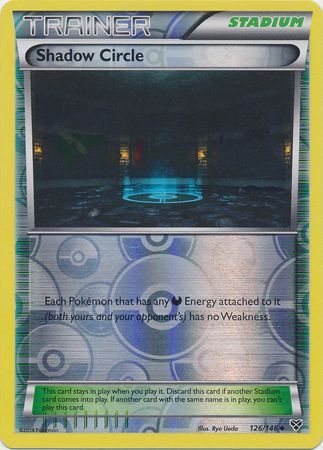 TRAINER
STADIUM
Shadow Circle
Each Pokémon that has any Energy attached to it
(both yours and your opponent's) has no Weakness.
This card stays in play when you play it. Discard this card if another Stadium
card comes into play. If another card with the same name is in play, you can't
play this card.
©2014 Pokémon
Illus. Ryo Ueda
126/146
XY